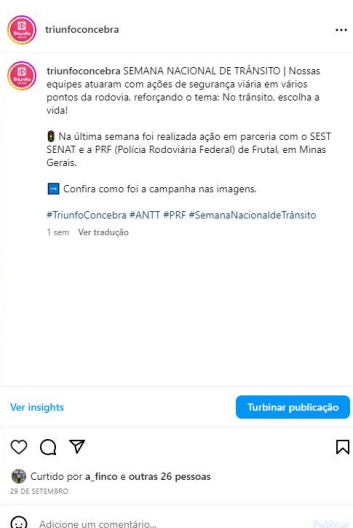 triunfoconcebra
triunfoconcebra SEMANA NACIONAL DE TRÂNSITO | Nossas
equipes atuaram com ações de segurança viária em vários
pontos da rodovia, reforçando o tema: No trânsito, escolha a
vida!
🚦 Na última semana foi realizada ação em parceria com o SEST
SENAT e a PRF (Polícia Rodoviária Federal) de Frutal, em Minas
Gerais.
➡️ Confira como foi a campanha nas imagens.
#TriunfoConcebra #ANTT #PRF #SemanaNacionaldeTrânsito
1 sem Ver tradução
Ver insights
Turbinar publicação
Curtido por a_finco e outras 26 pessoas
29 DE SETEMBRO
Adicione um comentário...
Publicar